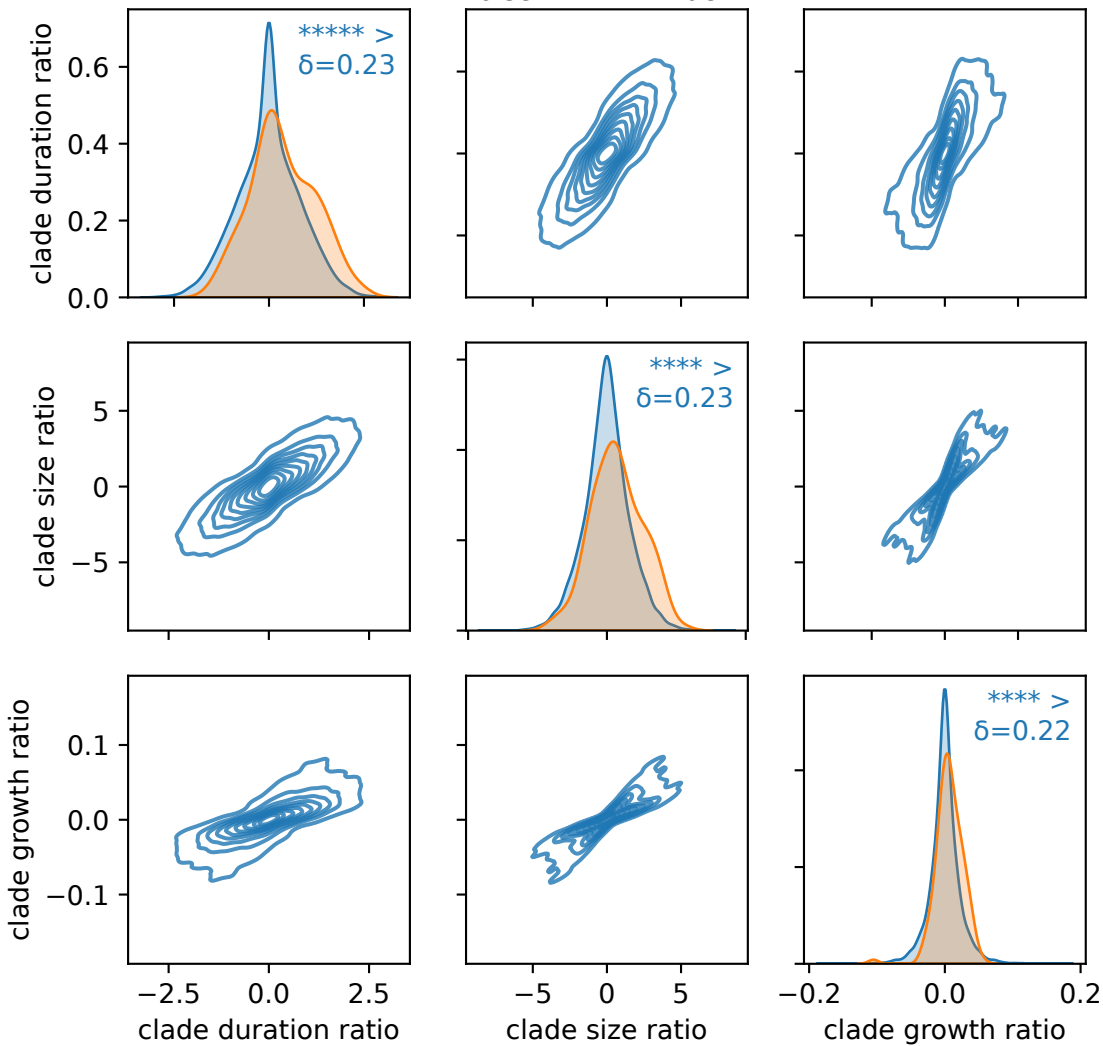 ***** >
δ=0.23
clade duration ratio
0.6
0.4
0.2
0.0
**** >
δ=0.23
clade size ratio
5
0
−5
**** >
δ=0.22
clade growth ratio
0.1
0.0
−0.1
−2.5 0.0 2.5
−5 0 5
−0.2 0.0 0.2
clade duration ratio
clade size ratio
clade growth ratio